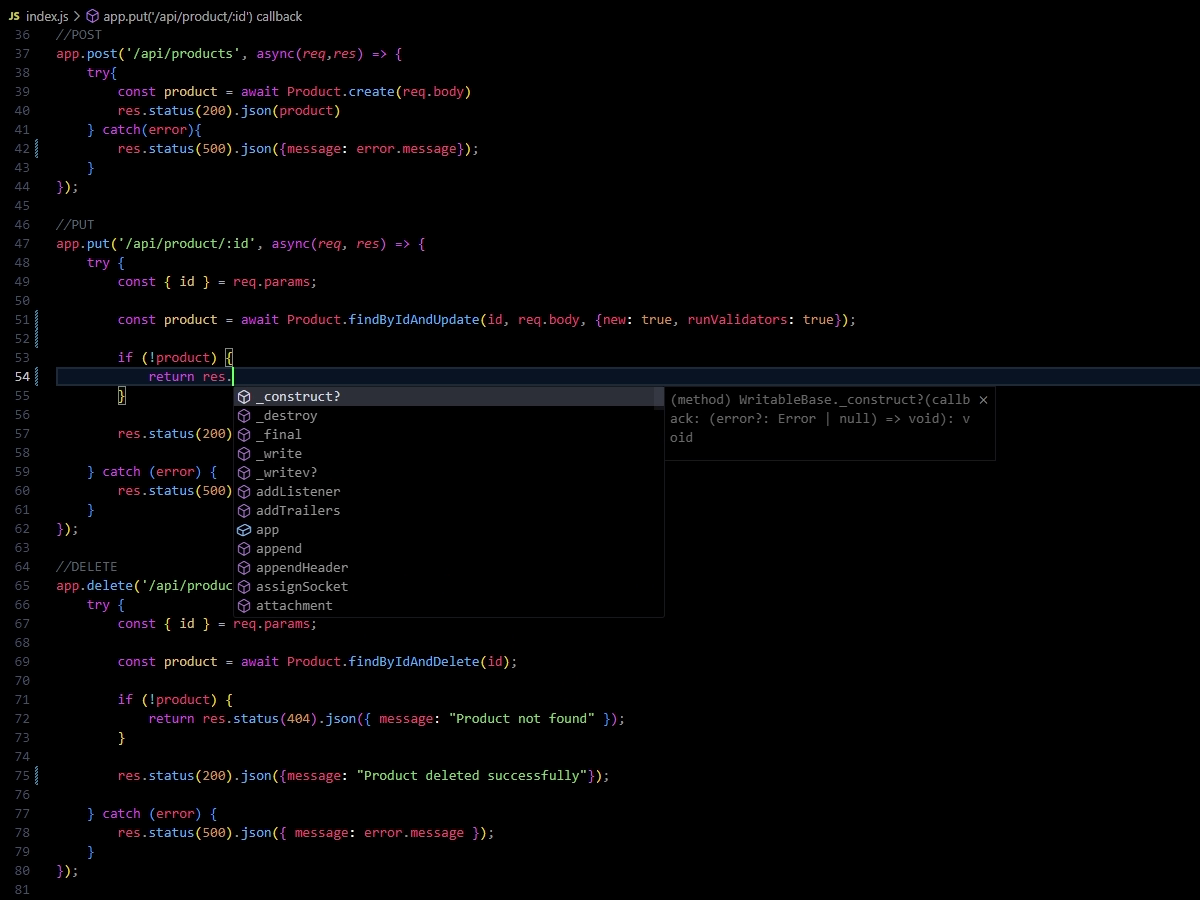 JS index.js > app.put('/api/product/:id') callback
36 //POST
37 app.post('/api/products', async(req,res) => {
38     try{
39         const product = await Product.create(req.body)
40         res.status(200).json(product)
41     } catch(error){
42         res.status(500).json({message: error.message});
43     }
44 });
45
46 //PUT
47 app.put('/api/product/:id', async(req, res) => {
48     try {
49         const { id } = req.params;
50
51         const product = await Product.findByIdAndUpdate(id, req.body, {new: true, runValidators: true});
52
53         if (!product) {
54             return res.
55         }
_construct?
(method) WritableBase._construct?(callb
ack: (error?: Error | null) => void): v
oid
_destroy
56
_final
57         res.status(200)
_write
58
_writev?
59     } catch (error) {
addListener
60         res.status(500)
addTrailers
61     }
app
62 });
append
63
appendHeader
64 //DELETE
assignSocket
65 app.delete('/api/produc
attachment
66     try {
67         const { id } = req.params;
68
69         const product = await Product.findByIdAndDelete(id);
70
71         if (!product) {
72             return res.status(404).json({ message: "Product not found" });
73         }
74
75         res.status(200).json({message: "Product deleted successfully"});
76
77     } catch (error) {
78         res.status(500).json({ message: error.message });
79     }
80 });
81